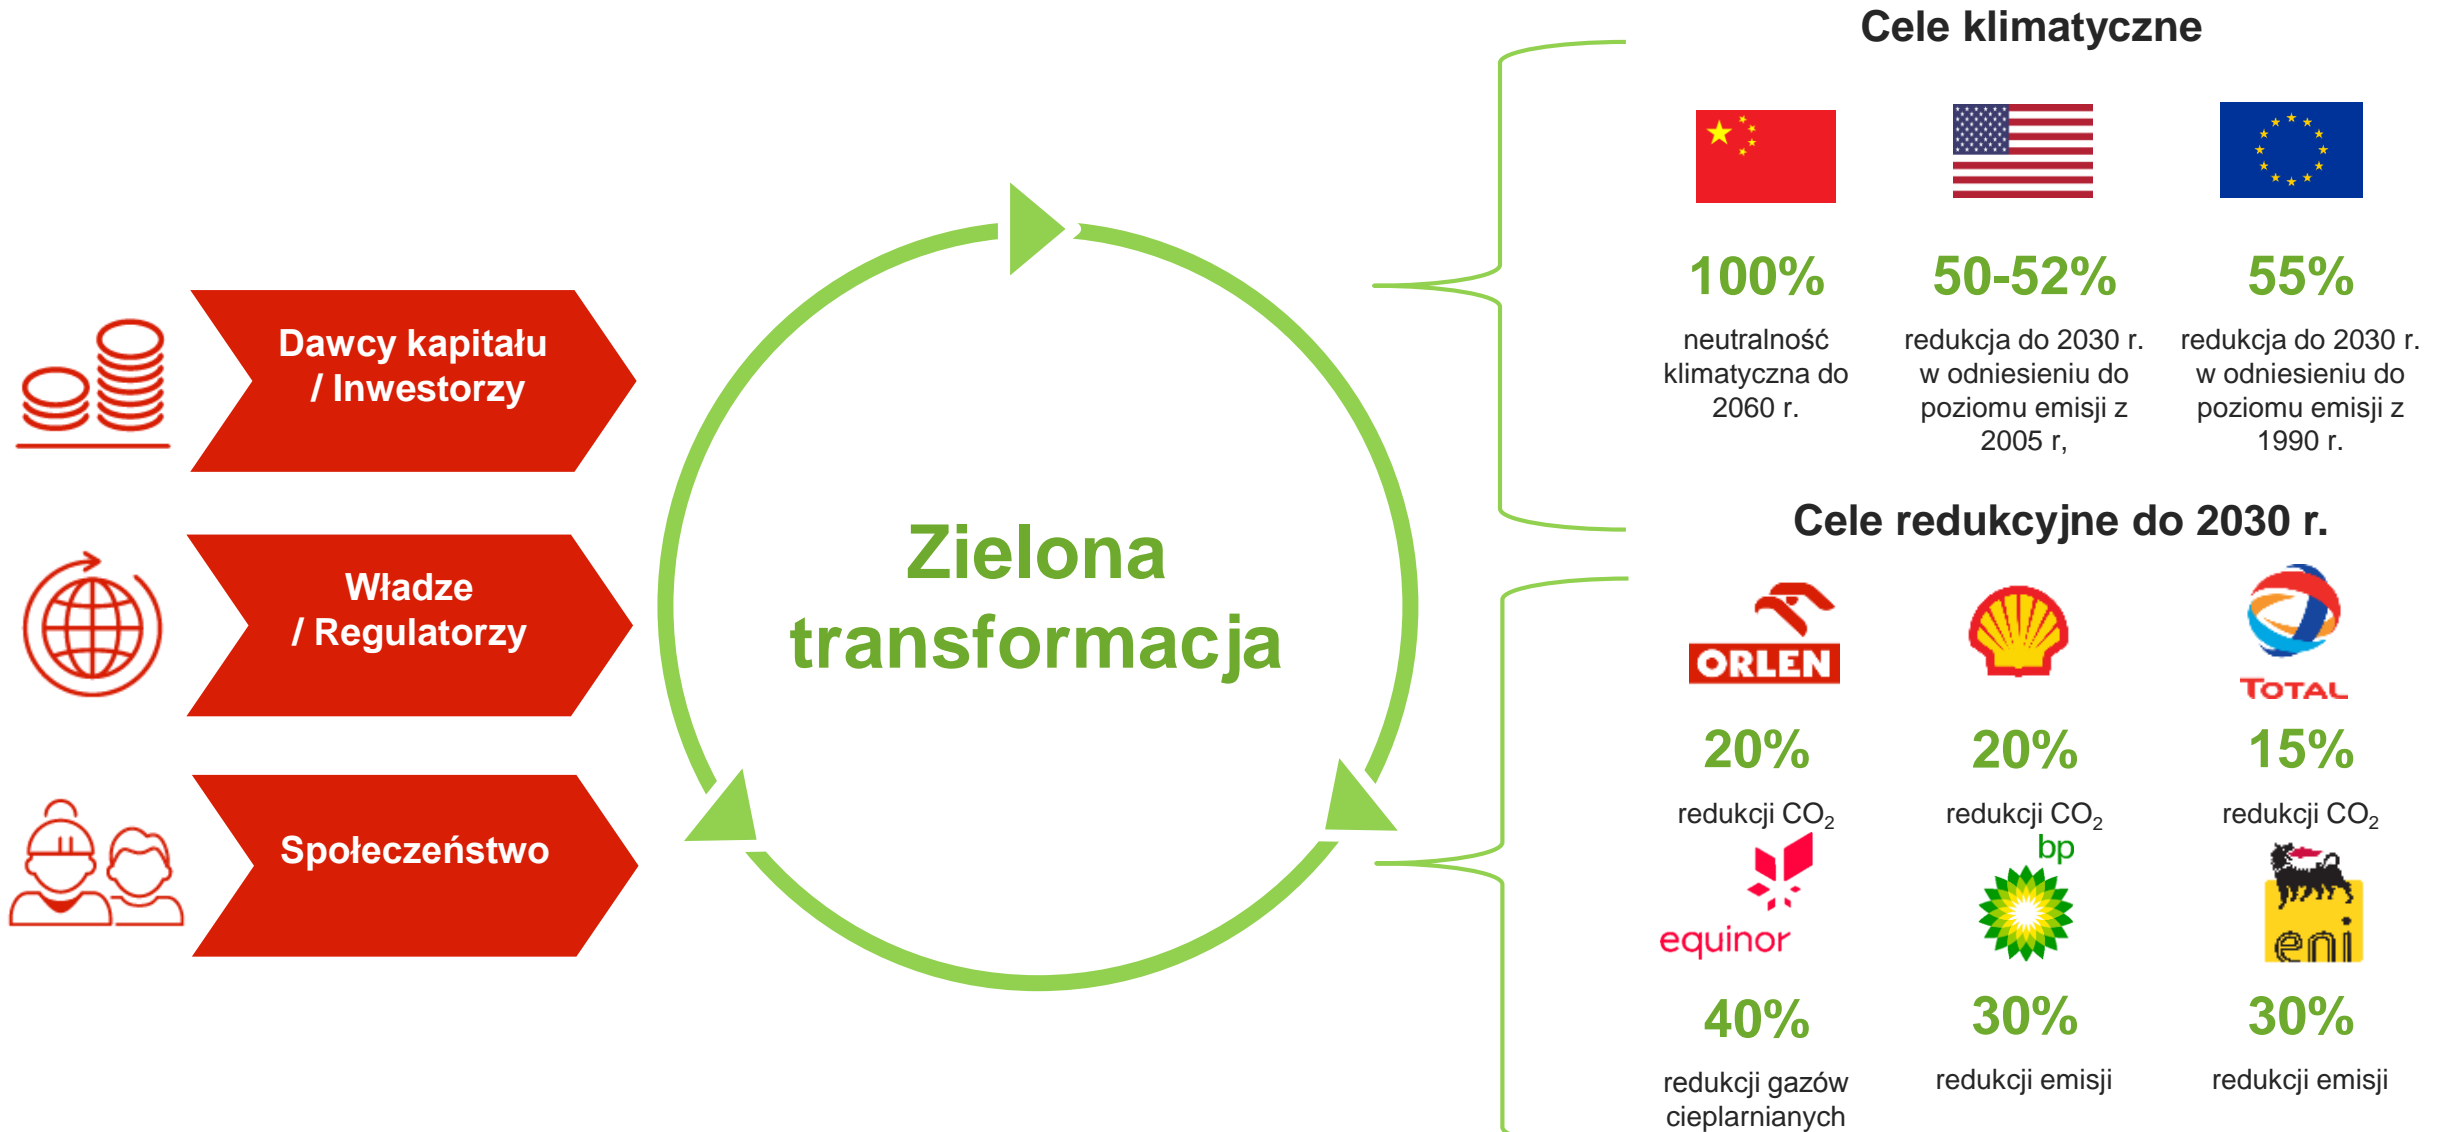 Cele klimatyczne
100%
50-52%
55%
neutralność
klimatyczna do
2060 r.
redukcja do 2030 r.
w odniesieniu do
poziomu emisji z
2005 r,
redukcja do 2030 r.
w odniesieniu do
poziomu emisji z
1990 r.
Dawcy kapitału
/ Inwestorzy
Władze
/ Regulatorzy
Społeczeństwo
Zielona
transformacja
Cele redukcyjne do 2030 r.
ORLEN
TOTAL
20%
20%
15%
redukcji CO₂
redukcji CO₂
redukcji CO₂
equinor
bp
eni
40%
30%
30%
redukcji gazów
cieplarnianych
redukcji emisji
redukcji emisji